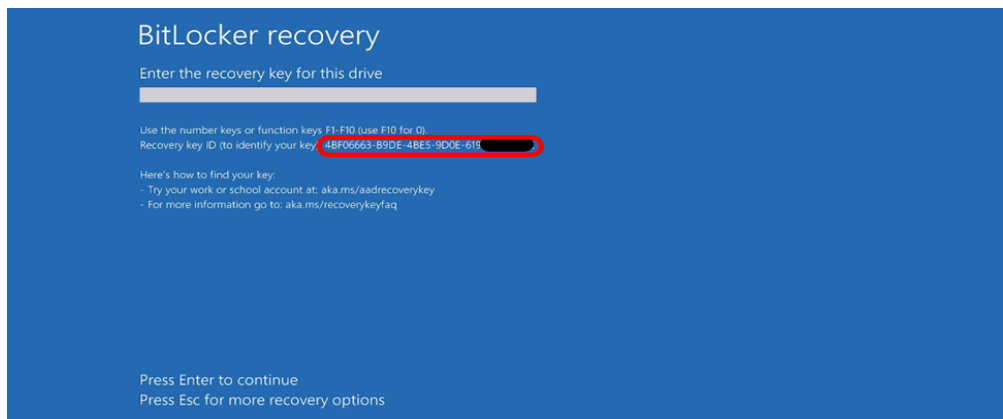 BitLocker recovery
Enter the recovery key for this drive
Use the number keys or function keys F1-F10 (use F10 for 0).
Recovery key ID (to identify your key 4BF06663-B9DE-4BE5-9D0E-619
Here's how to find your key:
- Try your work or school account at: aka.ms/aadrecoverykey
- For more information go to: aka.ms/recoverykeyfaq
Press Enter to continue
Press Esc for more recovery options